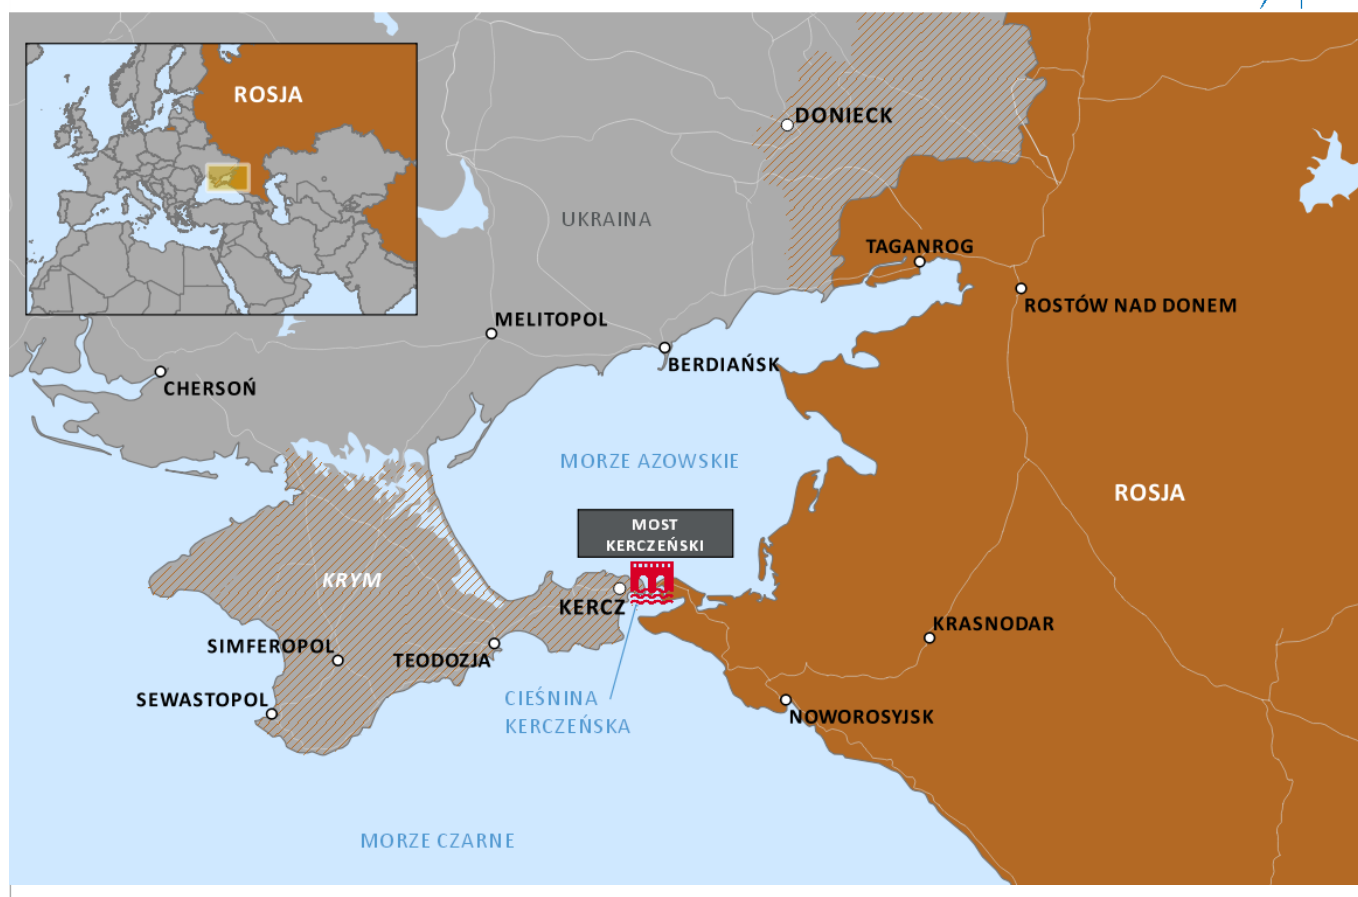 ROSJA
DONIECK
UKRAINA
TAGANROG
ROSTÓW NAD DONEM
MELITOPOL
BERDIAŃSK
CHERSOŃ
MORZE AZOWSKIE
ROSJA
MOST
KERCZEŃSKI
KRYM
KERCZ
KRASNODAR
SIMFEROPOL
TEODOZJA
SEWASTOPOL
CIEŚNINA
KERCZEŃSKA
NOWOROSYJSK
MORZE CZARNE